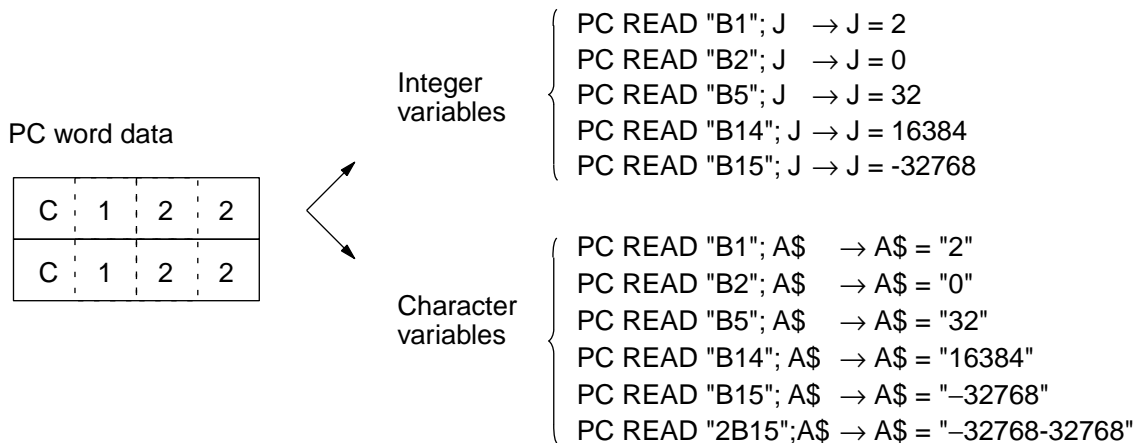 PC word data
C 1 2 2
C 1 2 2
Integer
variables
PC READ "B1"; J → J = 2
PC READ "B2"; J → J = 0
PC READ "B5"; J → J = 32
PC READ "B14"; J → J = 16384
PC READ "B15"; J → J = -32768
Character
variables
PC READ "B1"; A$ → A$ = "2"
PC READ "B2"; A$ → A$ = "0"
PC READ "B5"; A$ → A$ = "32"
PC READ "B14"; A$ → A$ = "16384"
PC READ "B15"; A$ → A$ = "−32768"
PC READ "2B15";A$ → A$ = "−32768-32768"